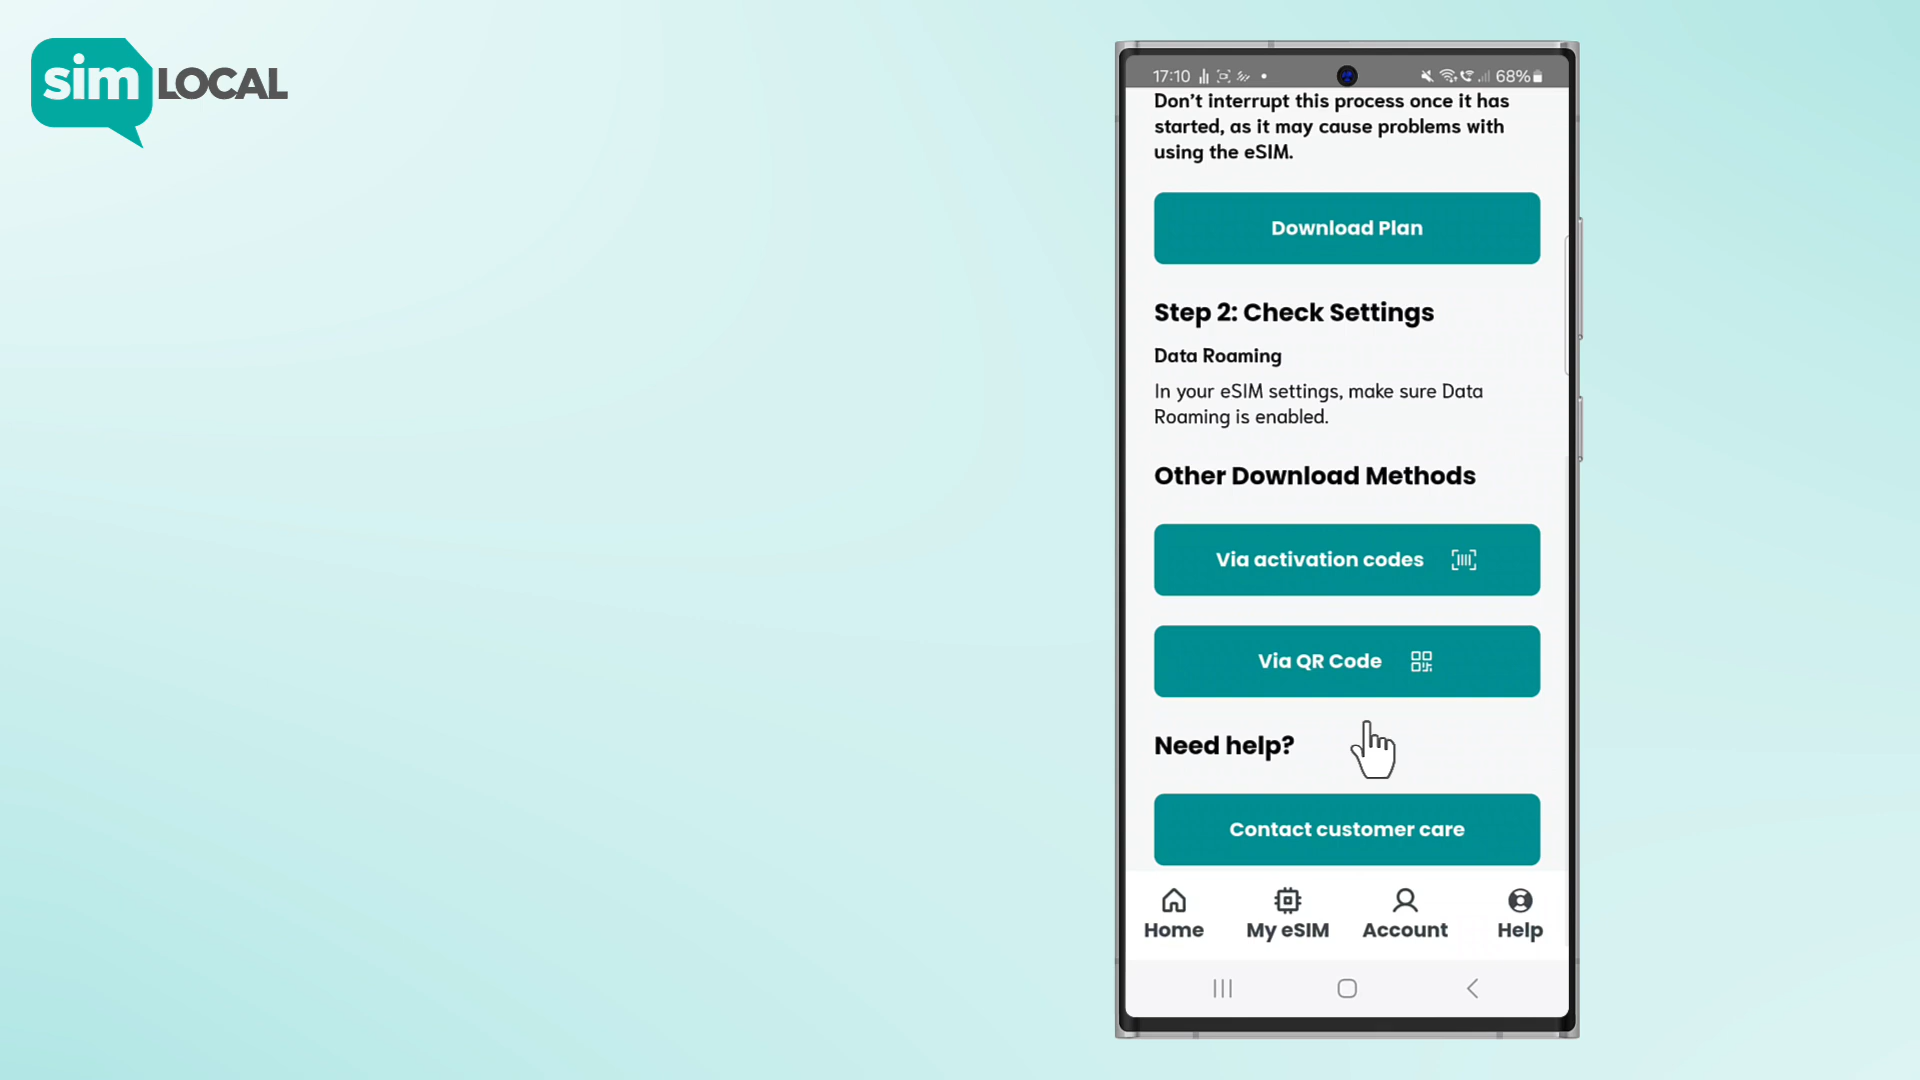 sim LOCAL
17:10
68%
Don't interrupt this process once it has
started, as it may cause problems with
using the eSIM.
Download Plan
Step 2: Check Settings
Data Roaming
In your eSIM settings, make sure Data
Roaming is enabled.
Other Download Methods
Via activation codes
Via QR Code
Need help?
Contact customer care
Home
My eSIM
Account
Help